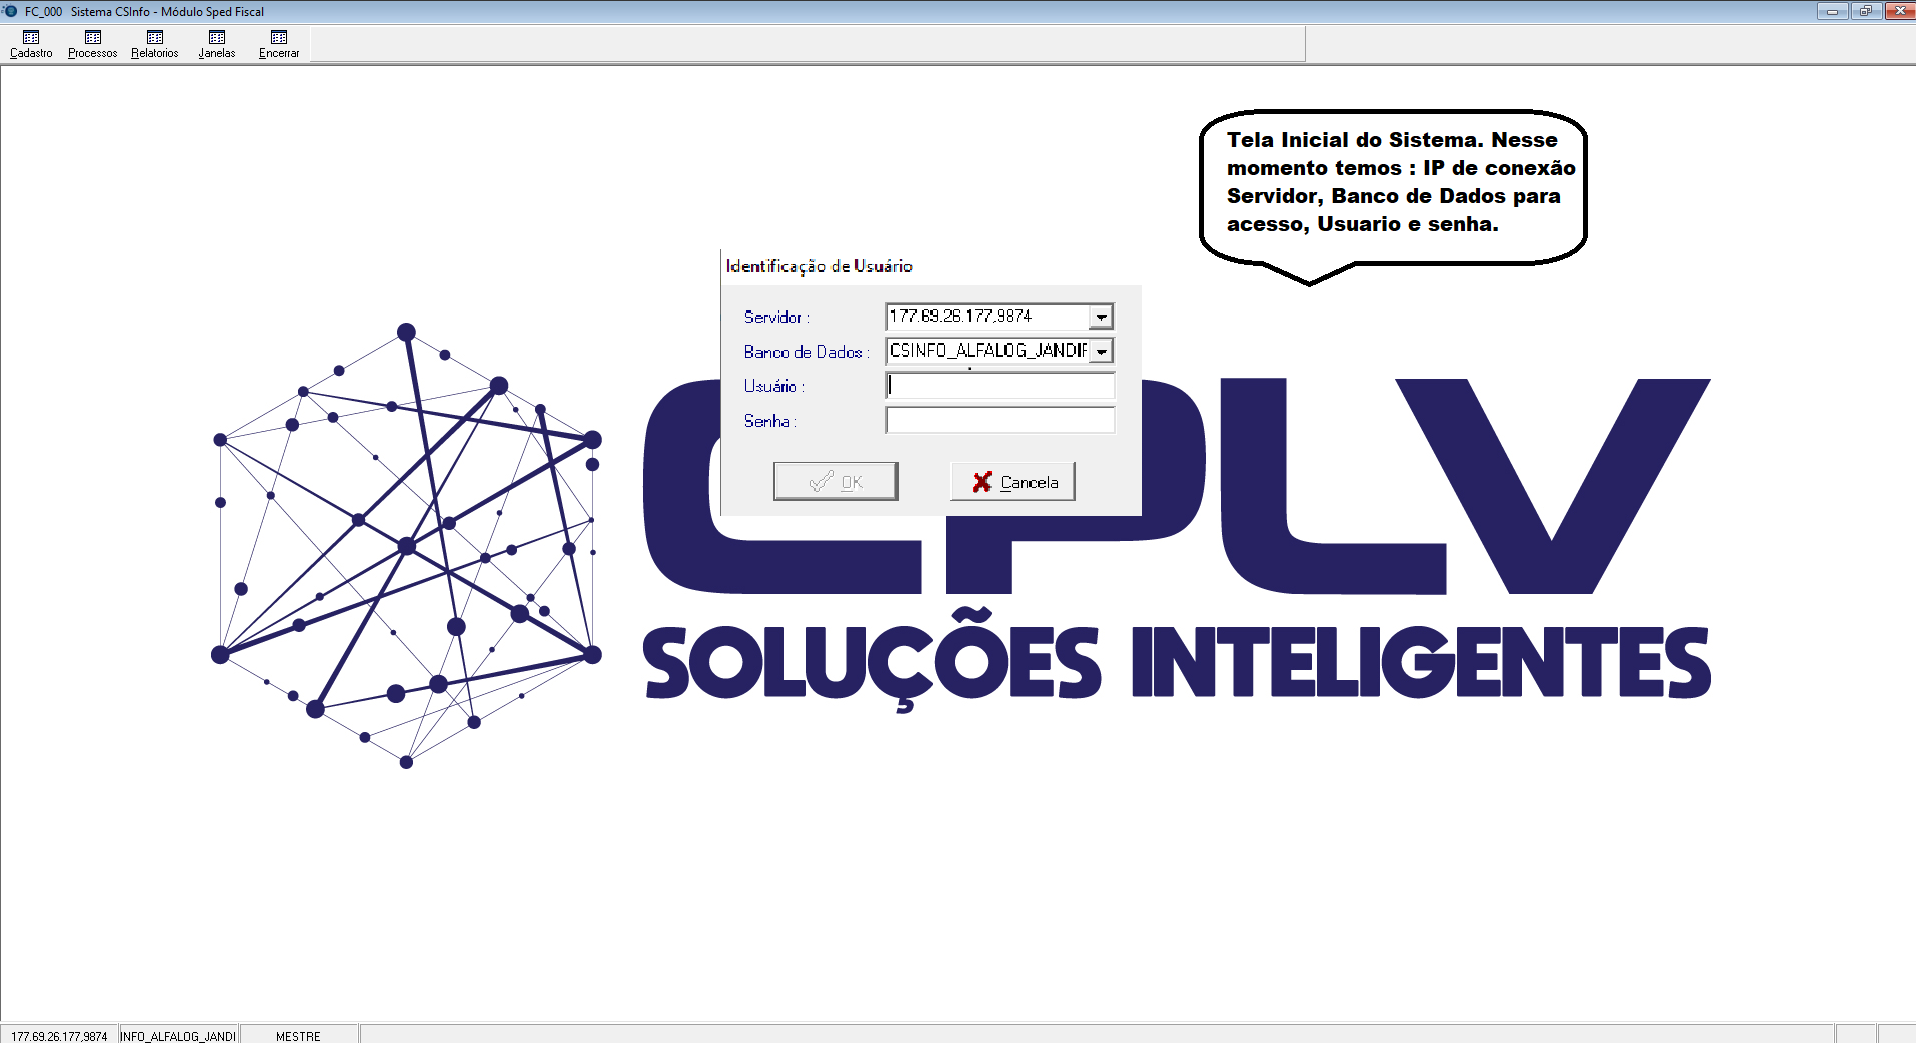 FC_000 Sistema CSInfo - Módulo Sped Fiscal
Cadastro Processos Relatorios Janelas Encerrar
Tela Inicial do Sistema. Nesse
momento temos : IP de conexão
Servidor, Banco de Dados para
acesso, Usuario e senha.
Identificação de Usuário
Servidor : 177.69.26.177,9874
Banco de Dados : CSINFO_ALFALOG_JANDIF
Usuário :
Senha :
OK Cancela
CPLV
SOLUÇÕES INTELIGENTES
177.69.26.177,9874 INFO_ALFALOG_JANDI MESTRE